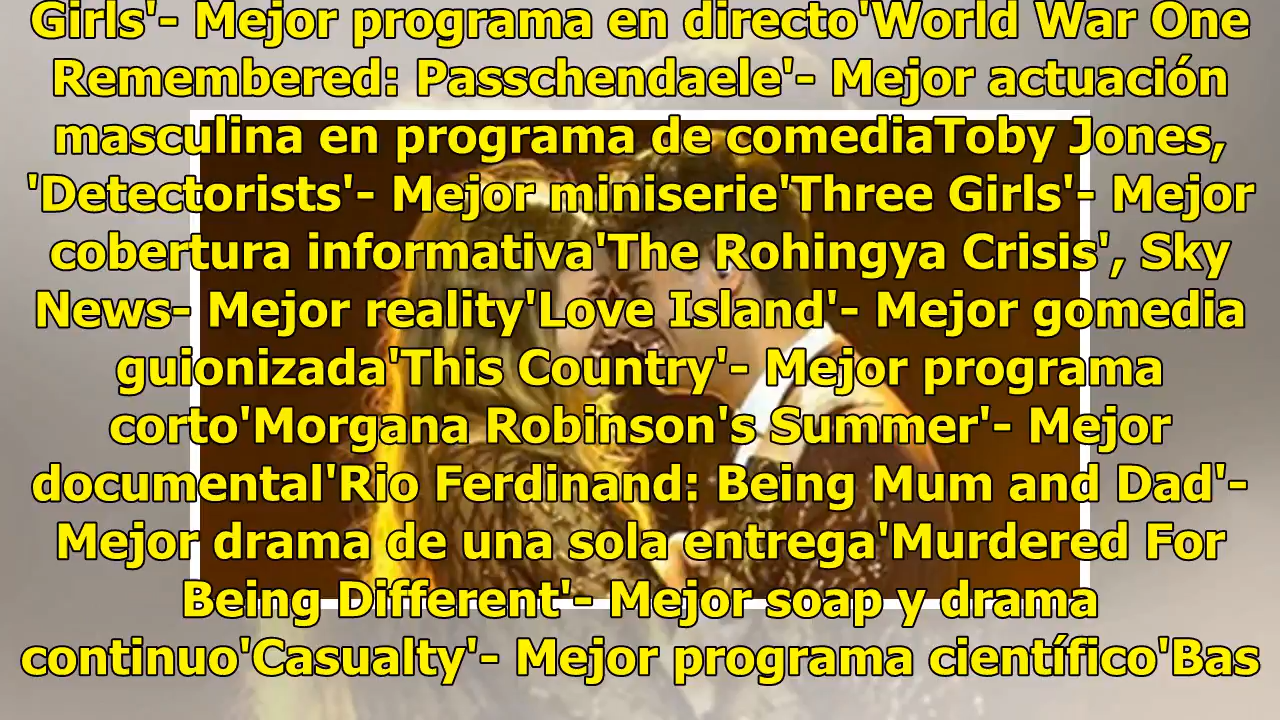 Girls'- Mejor programa en directo'World War One
Remembered: Passchendaele'- Mejor actuación
masculina en programa de comediaToby Jones,
'Detectorists'- Mejor miniserie'Three Girls'- Mejor
cobertura informativa'The Rohingya Crisis', Sky
News- Mejor reality'Love Island'- Mejor gomedia
guionizada'This Country'- Mejor programa
corto'Morgana Robinson's Summer'- Mejor
documental'Rio Ferdinand: Being Mum and Dad'-
Mejor drama de una sola entrega'Murdered For
Being Different'- Mejor soap y drama
continuo'Casualty'- Mejor programa científico'Bas